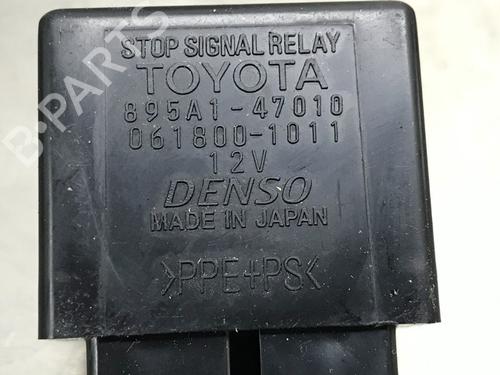 STOP SIGNAL RELAY
TOYOTA
895A1-47010
061800-1011
12V
DENSO
MADE IN JAPAN
>PPE+PS<
B-PARTS